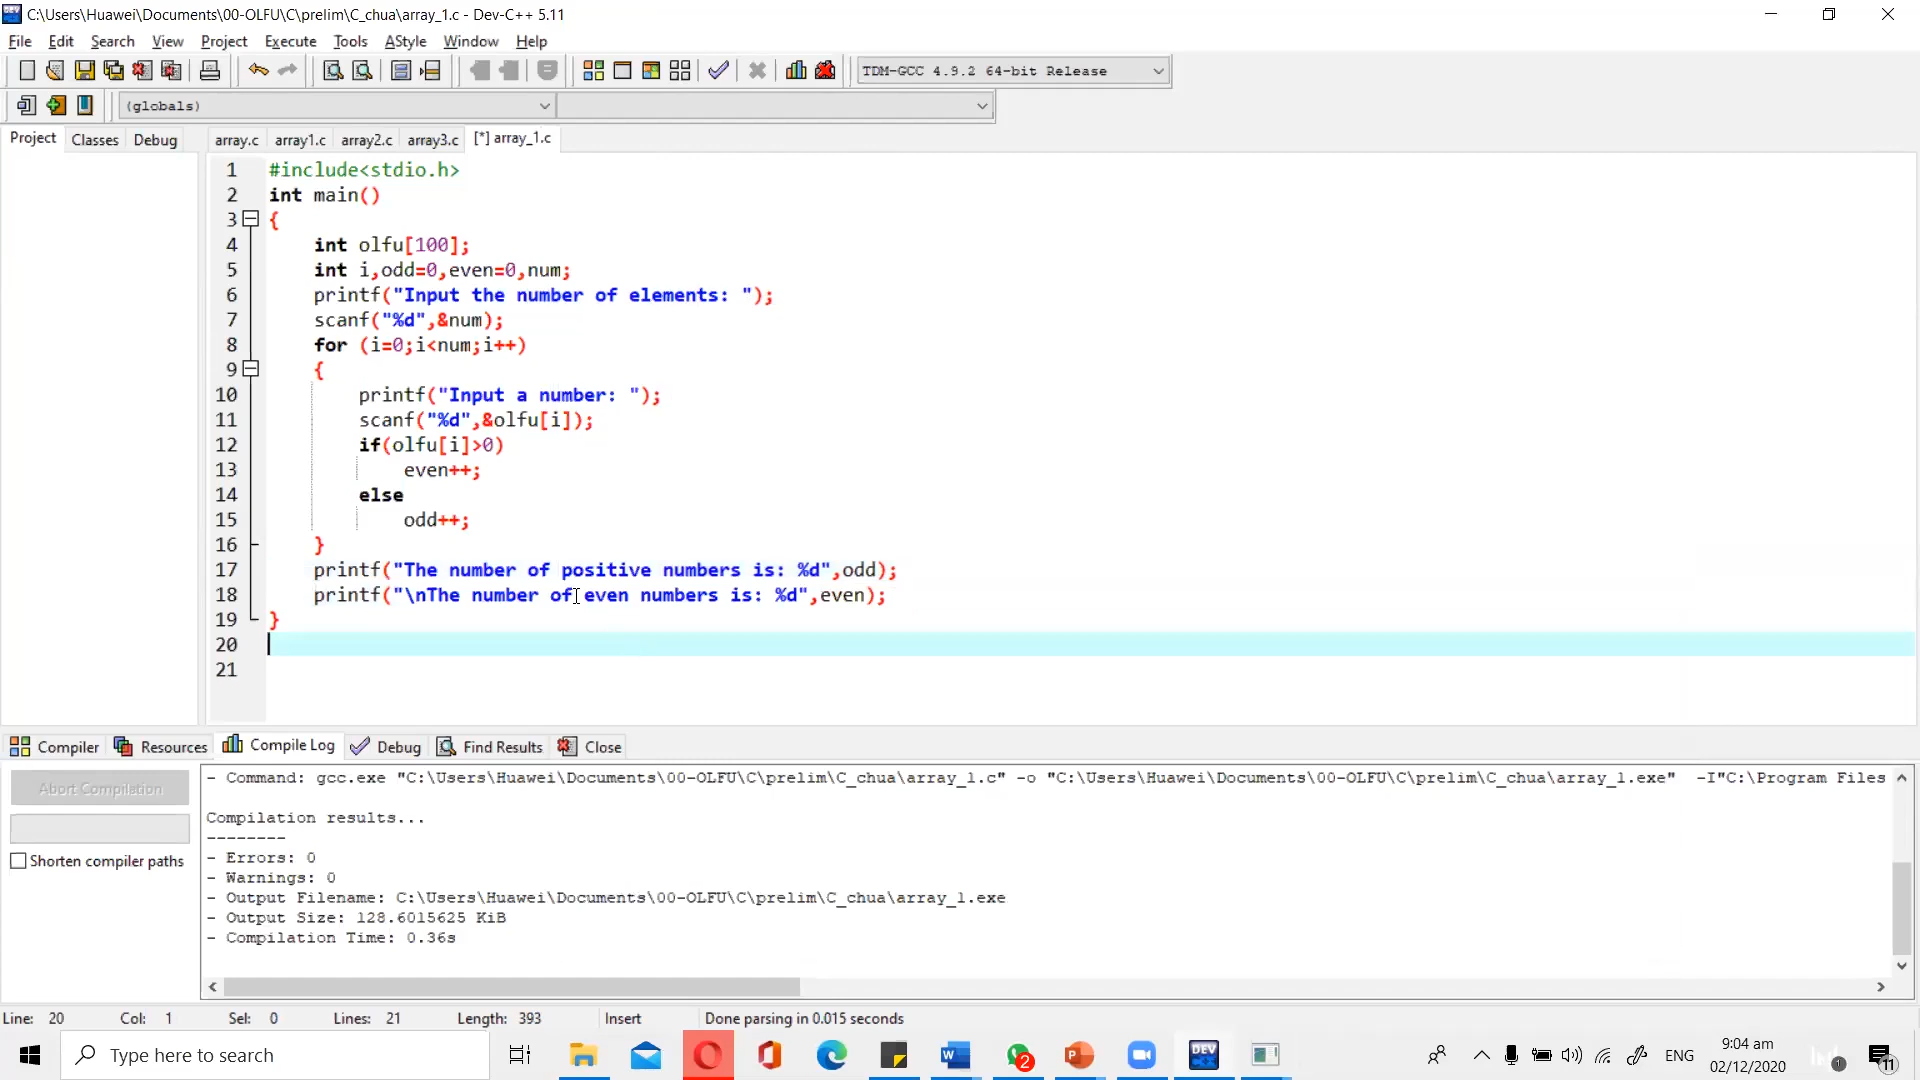 C:\Users\Huawei\Documents\00-OLFU\C\prelim\C_chua\array_1.c - Dev-C++ 5.11
File Edit Search View Project Execute Tools AStyle Window Help
TDM-GCC 4.9.2 64-bit Release
(globals)
Project Classes Debug array.c array1.c array2.c array3.c [*] array_1.c
1 #include<stdio.h>
2 int main()
3 {
4 int olfu[100];
5 int i,odd=0,even=0,num;
6 printf("Input the number of elements: ");
7 scanf("%d",&num);
8 for (i=0;i<num;i++)
9 {
10 printf("Input a number: ");
11 scanf("%d",&olfu[i]);
12 if(olfu[i]>0)
13 even++;
14 else
15 odd++;
16 }
17 printf("The number of positive numbers is: %d",odd);
18 printf("\nThe number of even numbers is: %d",even);
19 }
20
21
Compiler Resources Compile Log Debug Find Results Close
Abort Compilation
Shorten compiler paths
- Command: gcc.exe "C:\Users\Huawei\Documents\00-OLFU\C\prelim\C_chua\array_1.c" -o "C:\Users\Huawei\Documents\00-OLFU\C\prelim\C_chua\array_1.exe" -I"C:\Program Files
Compilation results...
--------
- Errors: 0
- Warnings: 0
- Output Filename: C:\Users\Huawei\Documents\00-OLFU\C\prelim\C_chua\array_1.exe
- Output Size: 128.6015625 KiB
- Compilation Time: 0.36s
Line: 20 Col: 1 Sel: 0 Lines: 21 Length: 393 Insert Done parsing in 0.015 seconds
Type here to search
W
2
P
DEV
ENG
9:04 am
02/12/2020
1
11